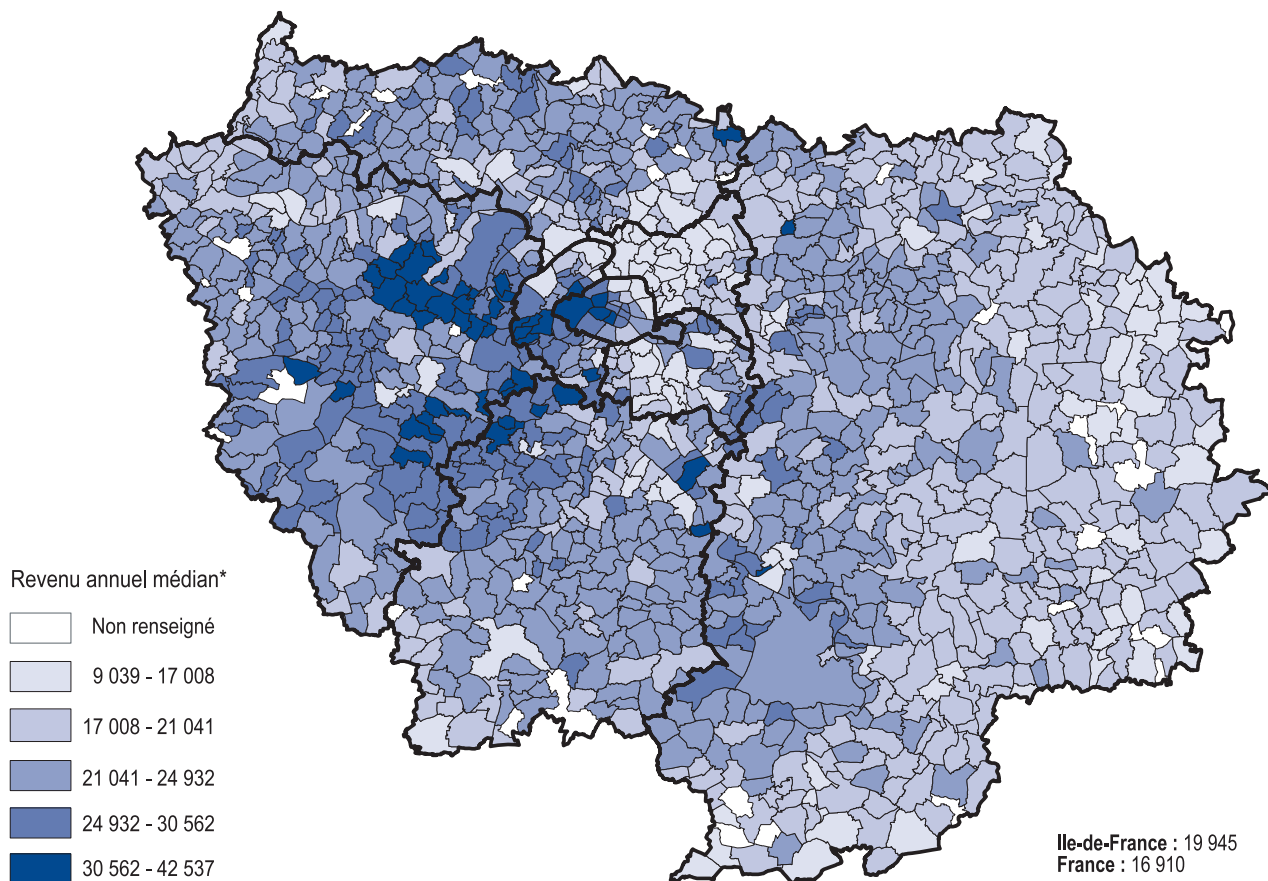 Revenu annuel médian*
Non renseigné
9 039 - 17 008
17 008 - 21 041
21 041 - 24 932
24 932 - 30 562
30 562 - 42 537
Ile-de-France : 19 945
France : 16 910